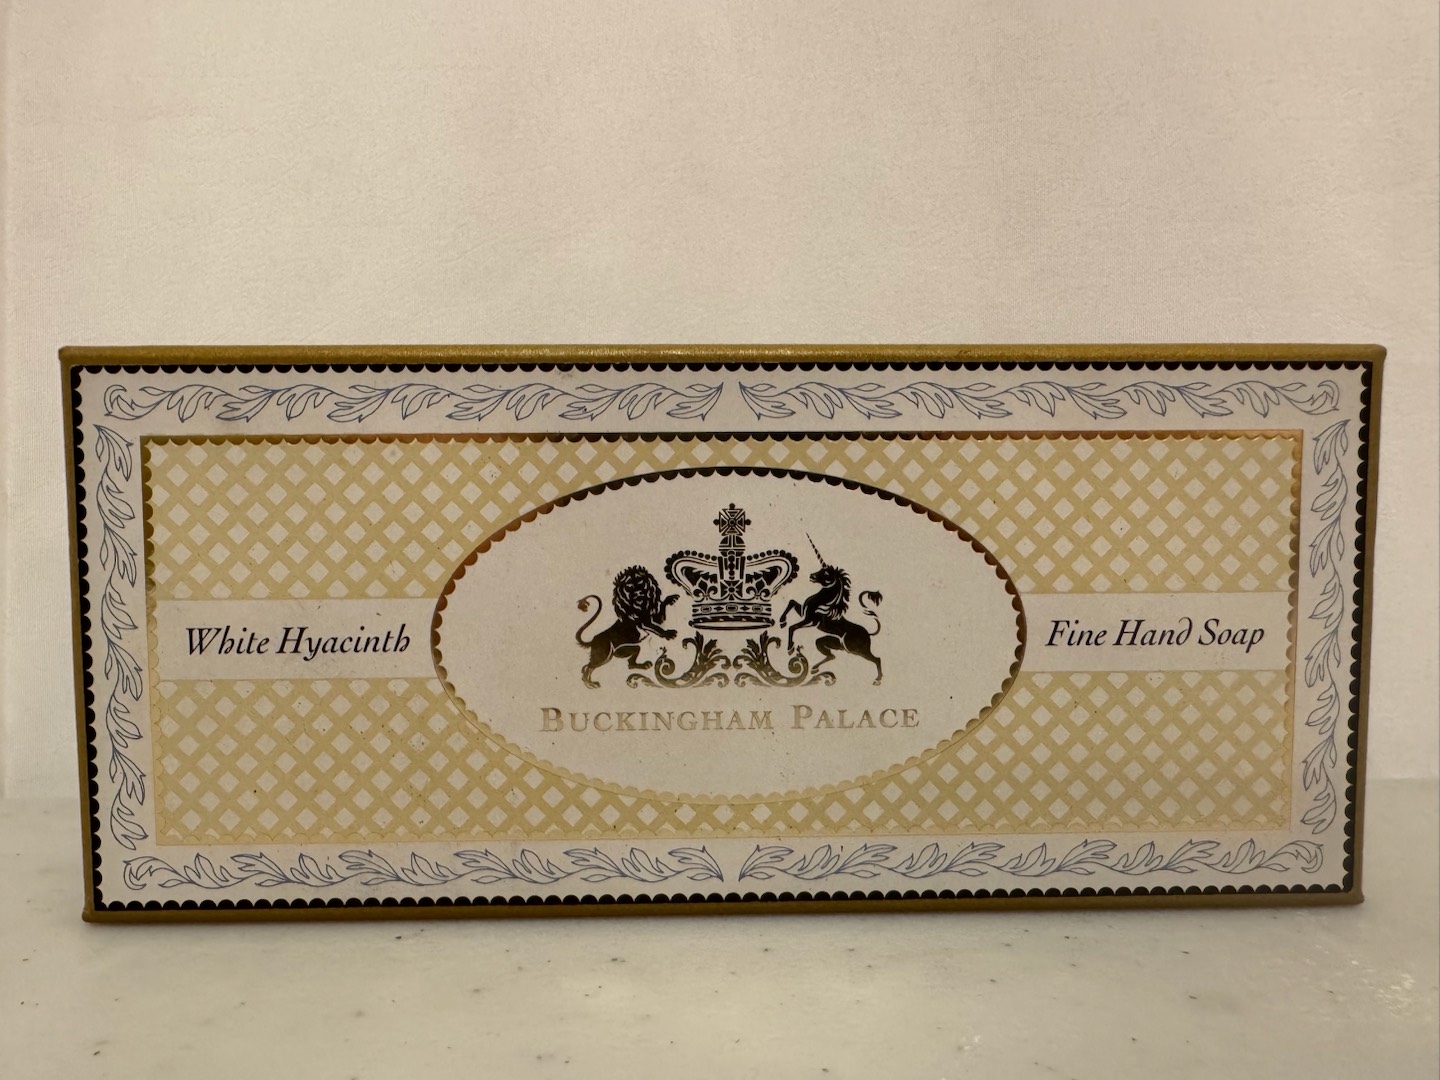 White Hyacinth
BUCKINGHAM PALACE
Fine Hand Soap